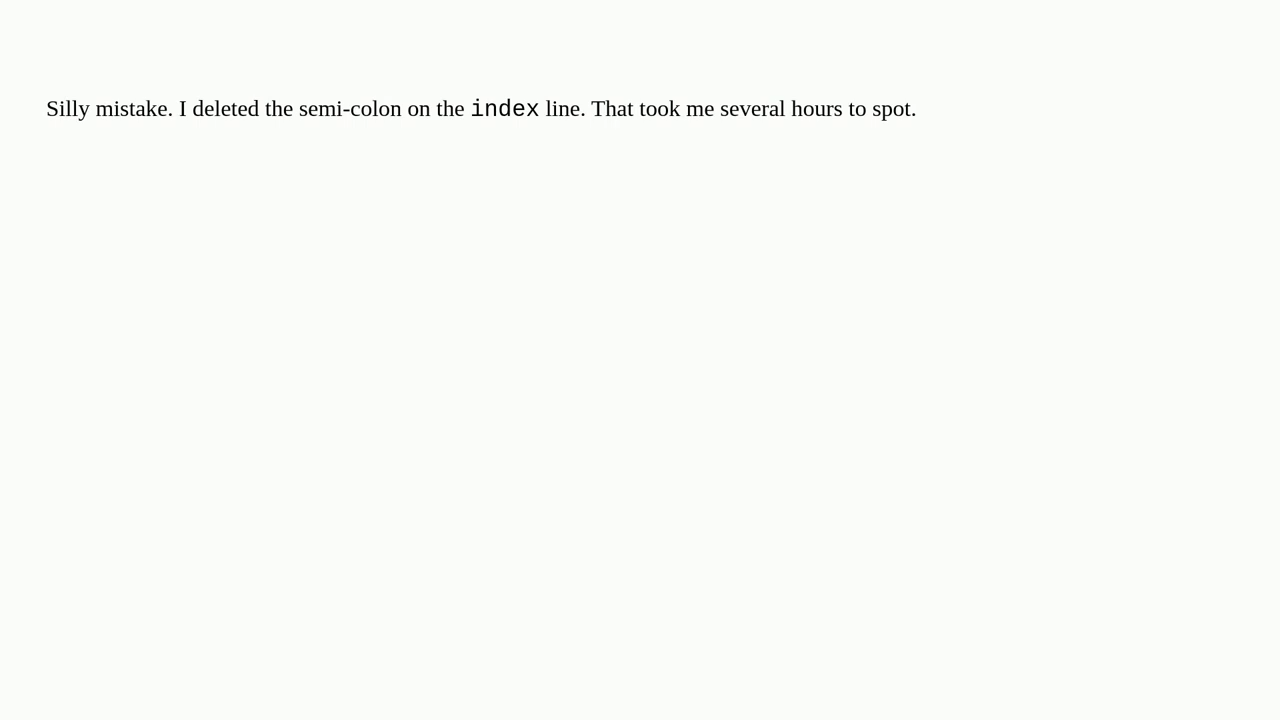 Silly mistake. I deleted the semi-colon on the index line. That took me several hours to spot.